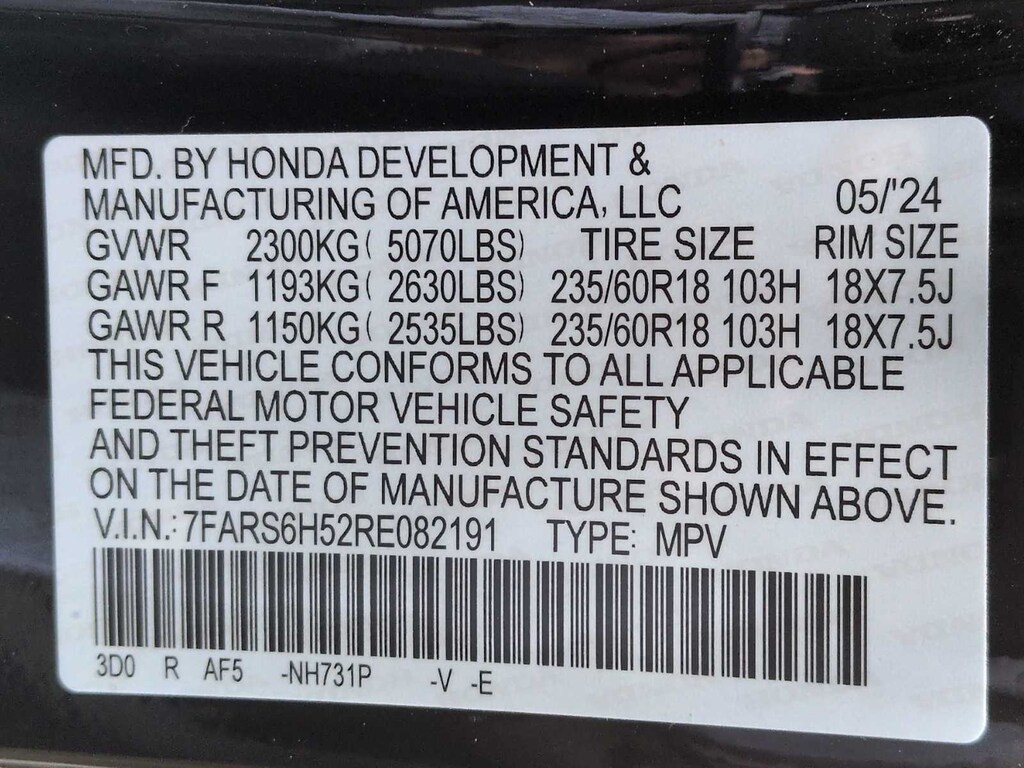 MFD. BY HONDA DEVELOPMENT &
MANUFACTURING OF AMERICA, LLC 05/'24
GVWR 2300KG( 5070LBS) TIRE SIZE RIM SIZE
GAWR F 1193KG( 2630LBS) 235/60R18 103H 18X7.5J
GAWR R 1150KG( 2535LBS) 235/60R18 103H 18X7.5J
THIS VEHICLE CONFORMS TO ALL APPLICABLE
FEDERAL MOTOR VEHICLE SAFETY
AND THEFT PREVENTION STANDARDS IN EFFECT
ON THE DATE OF MANUFACTURE SHOWN ABOVE.
V.I.N.: 7FARS6H52RE082191 TYPE: MPV
3D0 R AF5 -NH731P -V -E